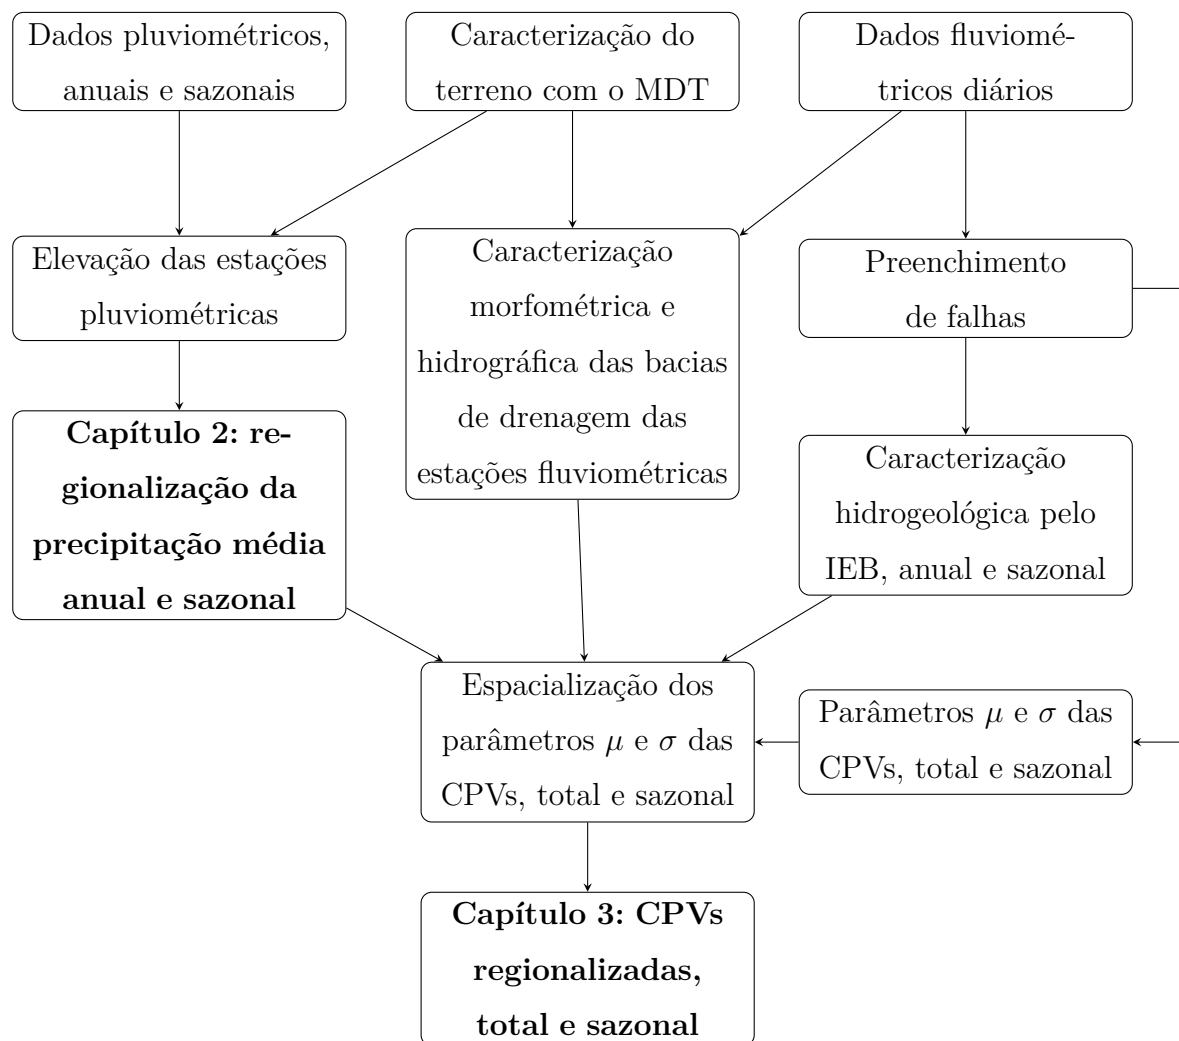 Dados pluviométricos,
anuais e sazonais
Caracterização do
terreno com o MDT
Dados fluviomé-
tricos diários
Elevação das estações
pluviométricas
Caracterização
morfométrica e
hidrográfica das bacias
de drenagem das
estações fluviométricas
Preenchimento
de falhas
Capítulo 2: re-
gionalização da
precipitação média
anual e sazonal
Caracterização
hidrogeológica pelo
IEB, anual e sazonal
Espacialização dos
parâmetros μ e σ das
CPVs, total e sazonal
Parâmetros μ e σ das
CPVs, total e sazonal
Capítulo 3: CPVs
regionalizadas,
total e sazonal